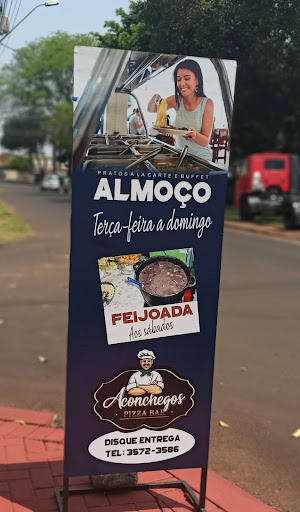 PRATOS A LA CARTE E BUFFET
ALMOÇO
Terça-feira a domingo
FEIJOADA
Aos sábados
Aconchegos
PIZZA BAR
DISQUE ENTREGA
TEL: 3572-3586